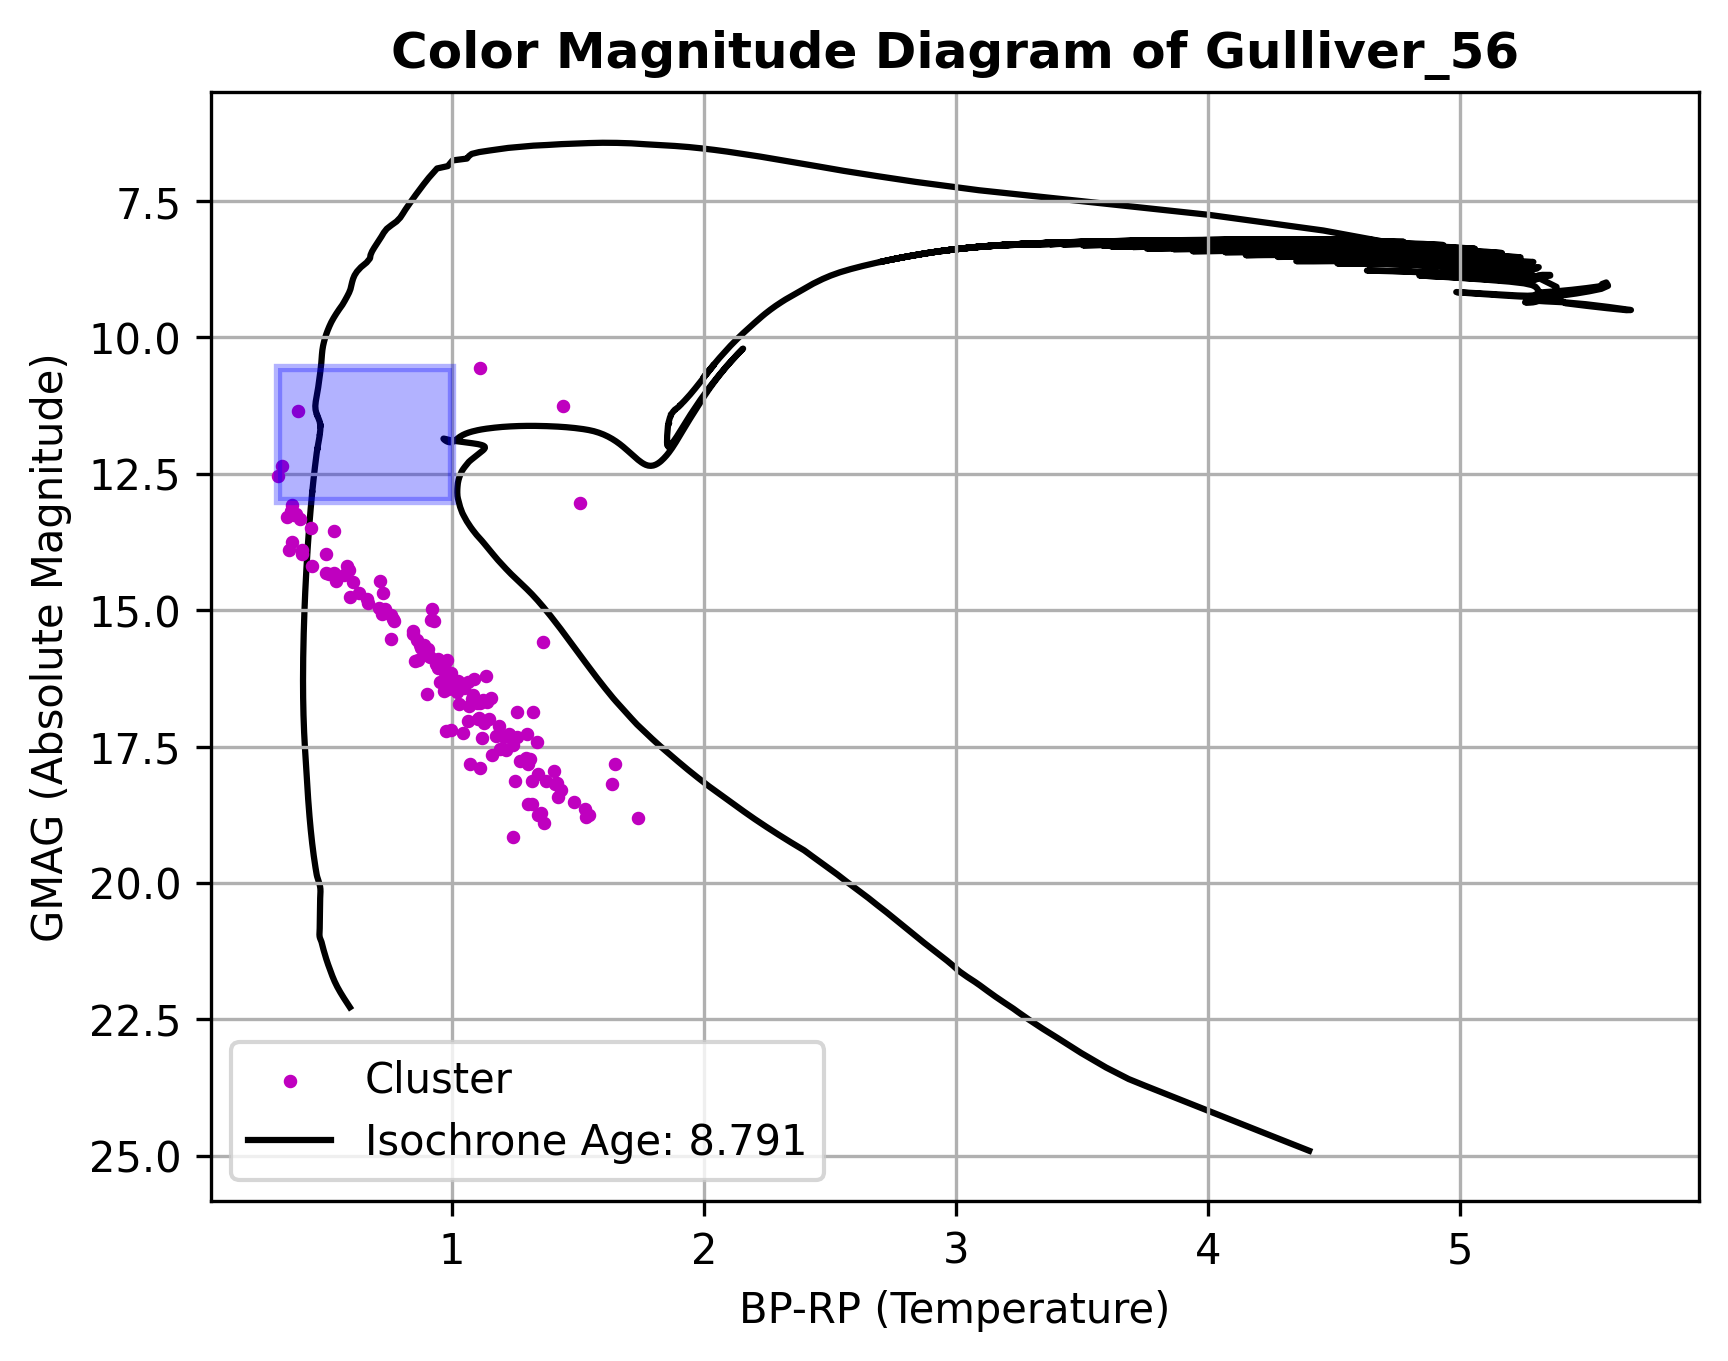 Color Magnitude Diagram of Gulliver_56
GMAG (Absolute Magnitude)
7.5
10.0
12.5
15.0
17.5
20.0
22.5
25.0
Cluster
Isochrone Age: 8.791
1 2 3 4 5
BP-RP (Temperature)